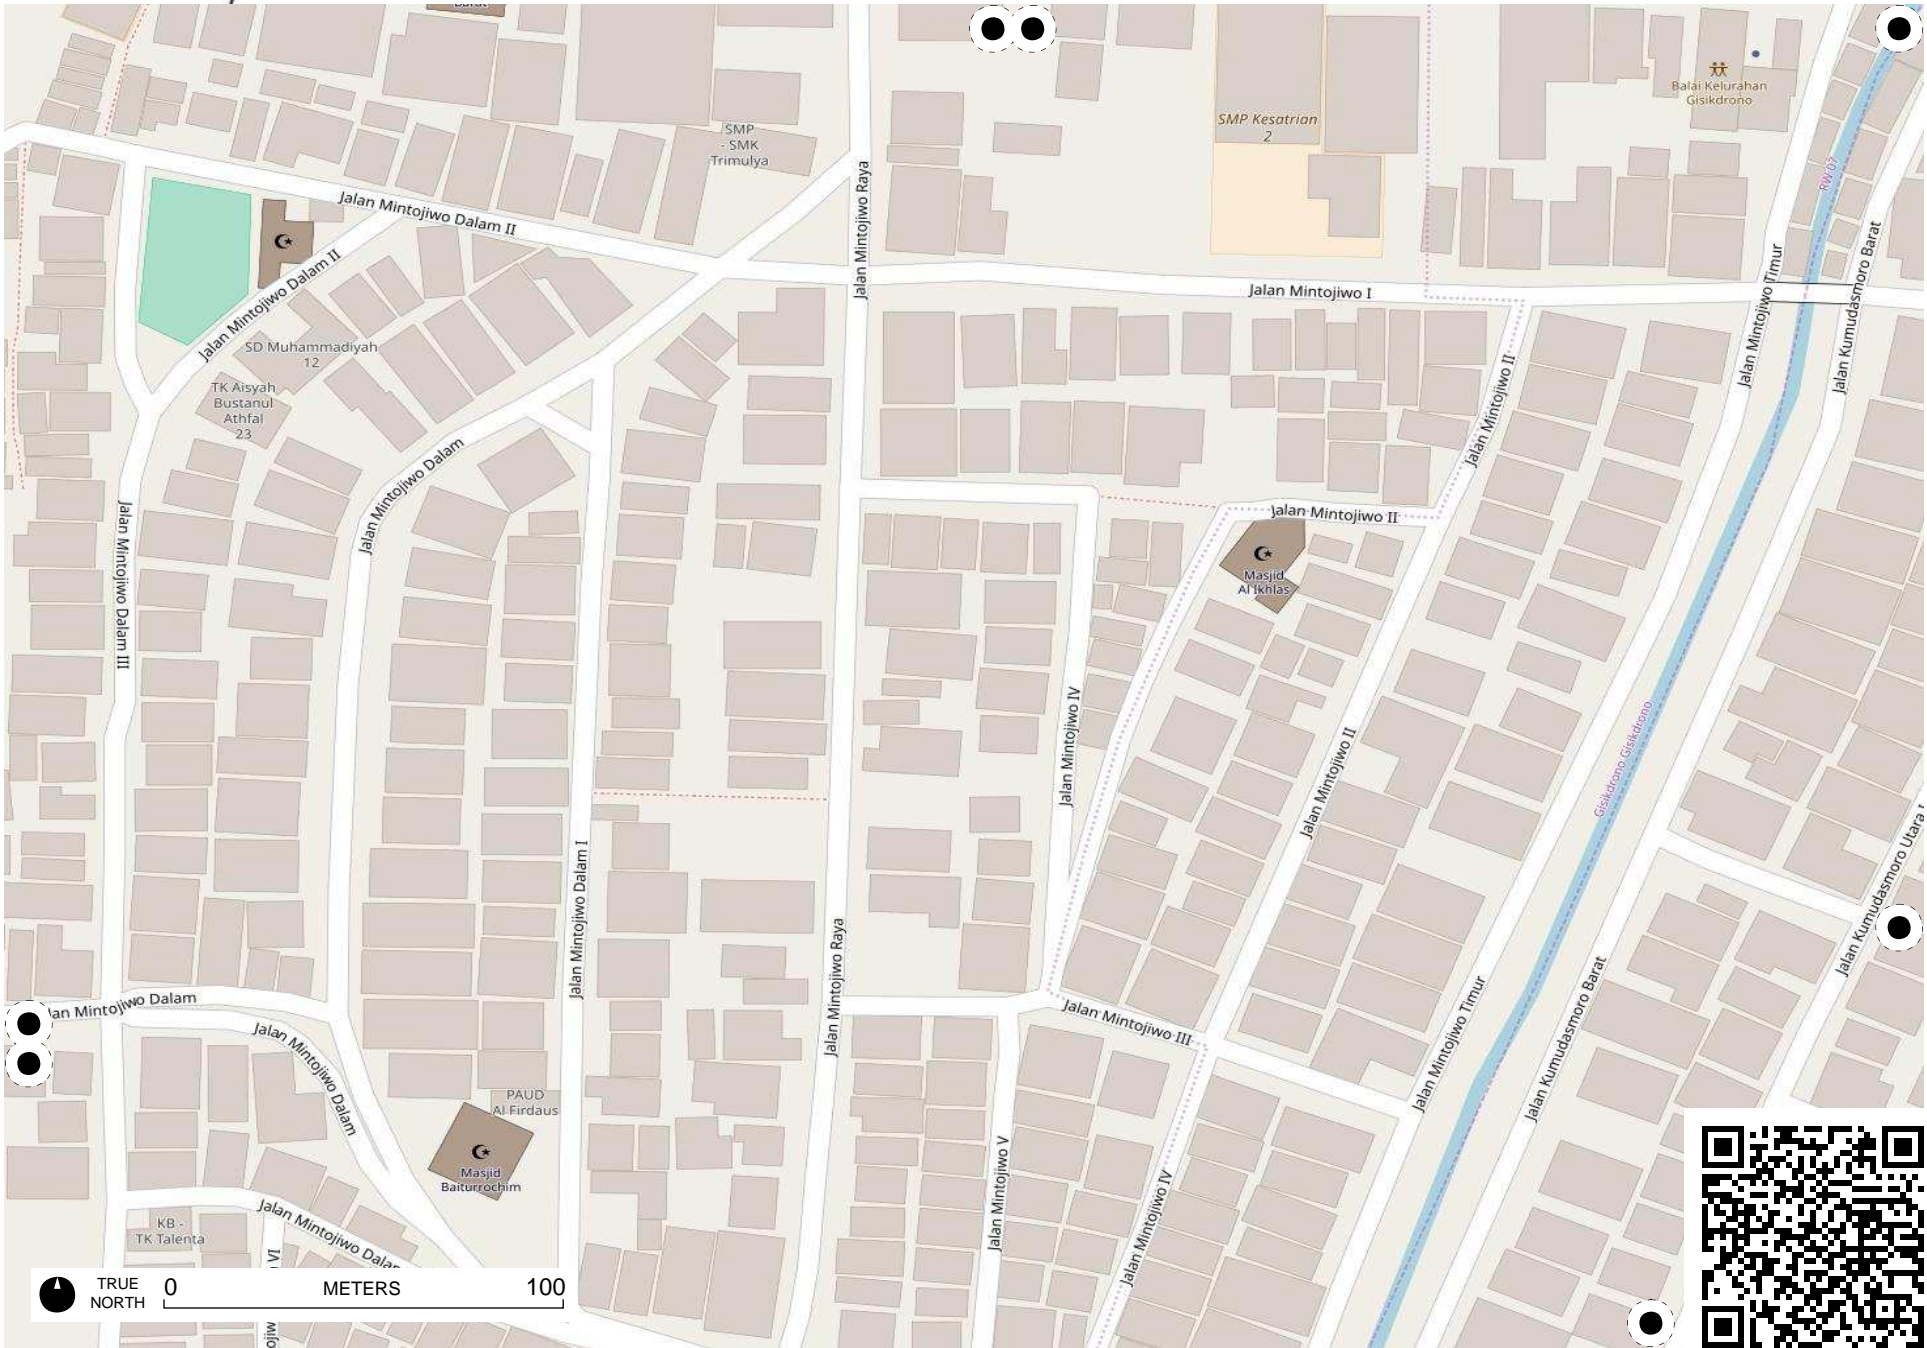 Barat
SMP
- SMK
Trimulya
SMP Kesatrian
2
Balai Kelurahan
Gisikdrono
RW 07
Jalan Mintojiwo Raya
Jalan Mintojiwo Dalam II
Jalan Mintojiwo Dalam II
Jalan Mintojiwo I
Jalan Mintojiwo Timur
Jalan Kumudasmoro Barat
SD Muhammadiyah
12
TK Aisyah
Bustanul
Athfal
23
Jalan Mintojiwo II
Jalan Mintojiwo Dalam
Jalan Mintojiwo Dalam III
Jalan Mintojiwo II
Masjid
Al Ikhlas
Jalan Mintojiwo IV
Jalan Mintojiwo II
Gisikdrono Gisikdrono
Jalan Kumudasmoro Utara I
Jalan Mintojiwo Dalam I
Jalan Mintojiwo Raya
lan Mintojiwo Dalam
Jalan Mintojiwo Dalam
Jalan Mintojiwo III
Jalan Mintojiwo Timur
Jalan Kumudasmoro Barat
PAUD
Al Firdaus
Masjid
Baiturrochim
Jalan Mintojiwo V
Jalan Mintojiwo IV
KB -
TK Talenta
Jalan Mintojiwo Dalam
VI
TRUE
NORTH
0 METERS 100